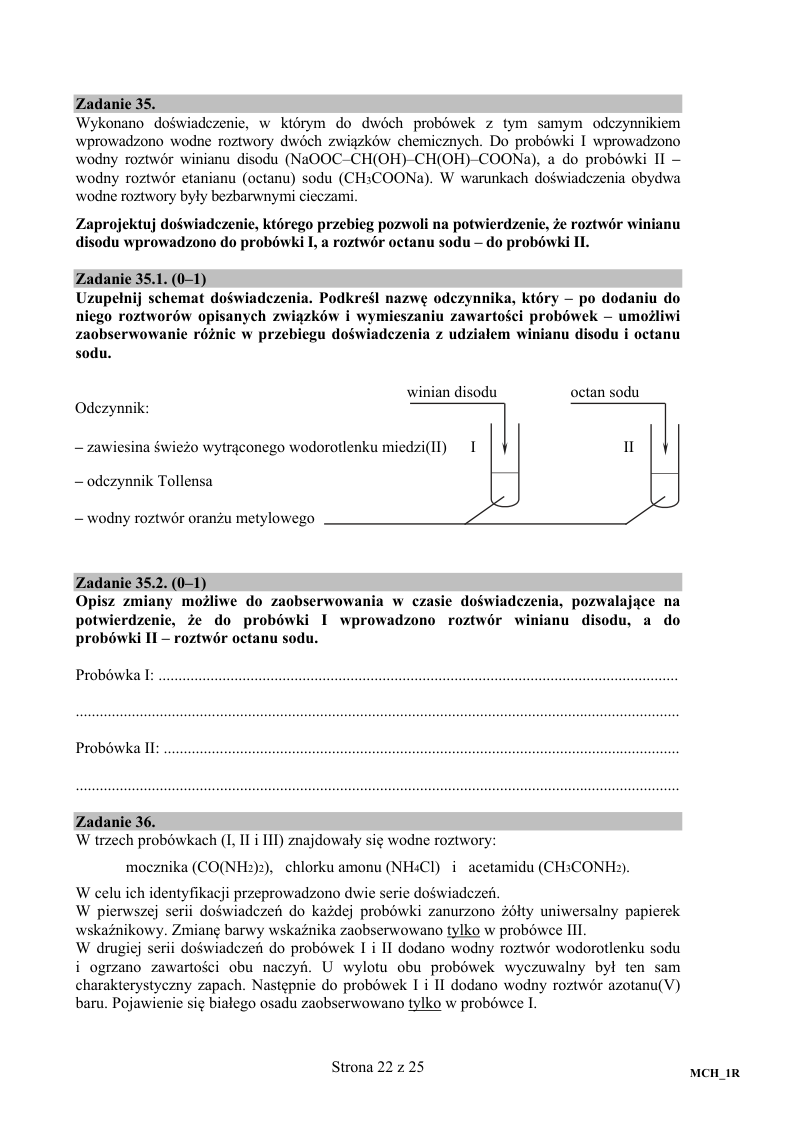 Zadanie 35.
Wykonano doświadczenie, w którym do dwóch probówek z tym samym odczynnikiem
wprowadzono wodne roztwory dwóch związków chemicznych. Do probówki I wprowadzono
wodny roztwór winianu disodu (NaOOC–CH(OH)–CH(OH)–COONa), a do probówki II –
wodny roztwór etanianu (octanu) sodu (CH3COONa). W warunkach doświadczenia obydwa
wodne roztwory były bezbarwnymi cieczami.
Zaprojektuj doświadczenie, którego przebieg pozwoli na potwierdzenie, że roztwór winianu
disodu wprowadzono do probówki I, a roztwór octanu sodu – do probówki II.
Zadanie 35.1. (0–1)
Uzupełnij schemat doświadczenia. Podkreśl nazwę odczynnika, który – po dodaniu do
niego roztworów opisanych związków i wymieszaniu zawartości probówek – umożliwi
zaobserwowanie różnic w przebiegu doświadczenia z udziałem winianu disodu i octanu
sodu.
winian disodu octan sodu
Odczynnik:
– zawiesina świeżo wytrąconego wodorotlenku miedzi(II) I II
– odczynnik Tollensa
– wodny roztwór oranżu metylowego
Zadanie 35.2. (0–1)
Opisz zmiany możliwe do zaobserwowania w czasie doświadczenia, pozwalające na
potwierdzenie, że do probówki I wprowadzono roztwór winianu disodu, a do
probówki II – roztwór octanu sodu.
Probówka I: ..................................................................................................................................
.......................................................................................................................................................
Probówka II: .................................................................................................................................
.......................................................................................................................................................
Zadanie 36.
W trzech probówkach (I, II i III) znajdowały się wodne roztwory:
mocznika (CO(NH2)2), chlorku amonu (NH4Cl) i acetamidu (CH3CONH2).
W celu ich identyfikacji przeprowadzono dwie serie doświadczeń.
W pierwszej serii doświadczeń do każdej probówki zanurzono żółty uniwersalny papierek
wskaźnikowy. Zmianę barwy wskaźnika zaobserwowano tylko w probówce III.
W drugiej serii doświadczeń do probówek I i II dodano wodny roztwór wodorotlenku sodu
i ogrzano zawartości obu naczyń. U wylotu obu probówek wyczuwalny był ten sam
charakterystyczny zapach. Następnie do probówek I i II dodano wodny roztwór azotanu(V)
baru. Pojawienie się białego osadu zaobserwowano tylko w probówce I.
Strona 22 z 25
MCH_1R